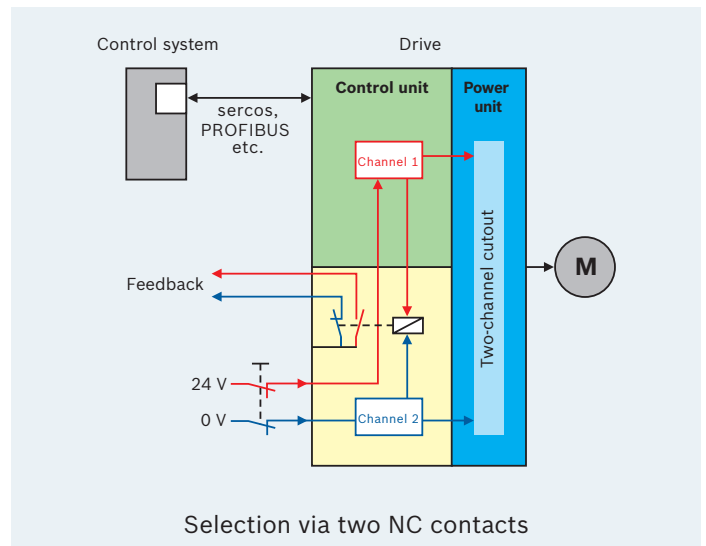 Control system
Drive
Control unit
Power
unit
sercos,
PROFIBUS
etc.
Channel 1
Two-channel cutout
M
Feedback
24 V
0 V
Channel 2
Selection via two NC contacts